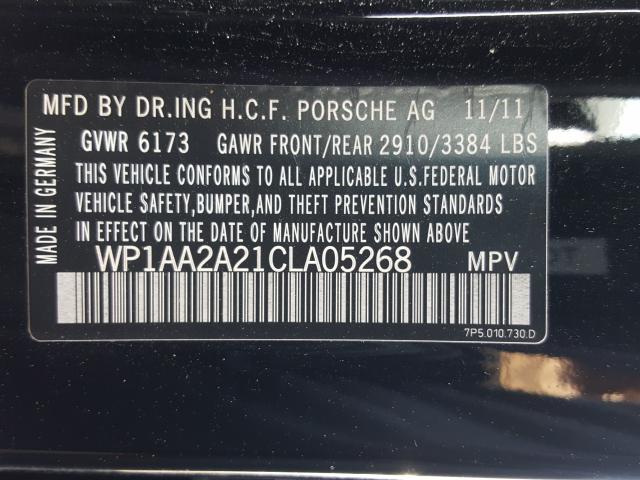 MFD BY DR.ING H.C.F. PORSCHE AG 11/11
GVWR 6173 GAWR FRONT/REAR 2910/3384 LBS
THIS VEHICLE CONFORMS TO ALL APPLICABLE U.S.FEDERAL MOTOR
VEHICLE SAFETY,BUMPER,AND THEFT PREVENTION STANDARDS
IN EFFECT ON THE DATE OF MANUFACTURE SHOWN ABOVE
WP1AA2A21CLA05268 MPV
7P5.010.730.D
MADE IN GERMANY